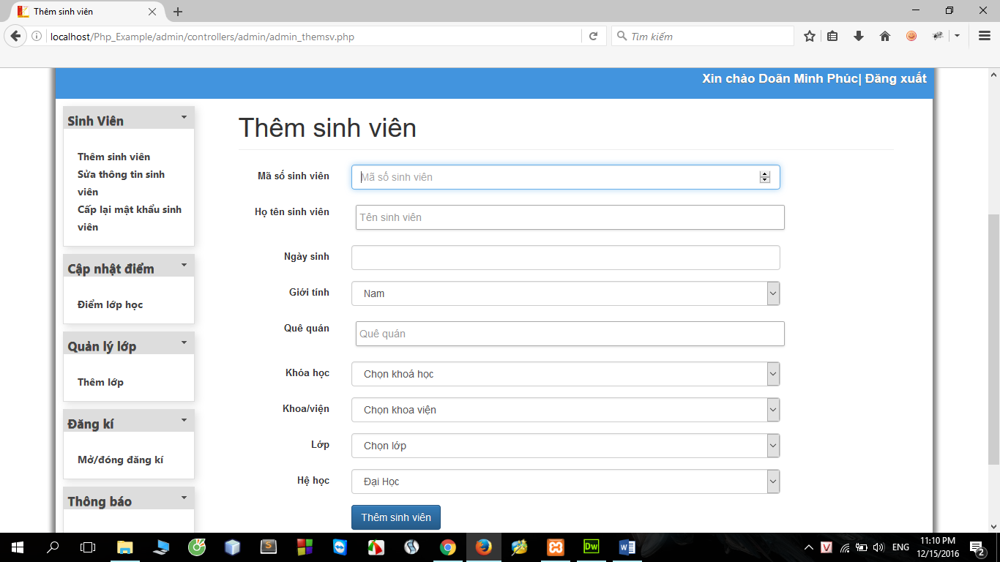 Thêm sinh viên
localhost/Php_Example/admin/controllers/admin/admin_themsv.php
Tìm kiếm
Xin chào Doãn Minh Phúc| Đăng xuất
Sinh Viên
Thêm sinh viên
Sửa thông tin sinh
viên
Cấp lại mật khẩu sinh
viên
Cập nhật điểm
Điểm lớp học
Quản lý lớp
Thêm lớp
Đăng kí
Mở/đóng đăng kí
Thông báo
Thêm sinh viên
Mã số sinh viên
Mã số sinh viên
Họ tên sinh viên
Tên sinh viên
Ngày sinh
Giới tính
Nam
Quê quán
Quê quán
Khóa học
Chọn khoá học
Khoa/viện
Chọn khoa viện
Lớp
Chọn lớp
Hệ học
Đại Học
Thêm sinh viên
S
Dw
W
V
ENG
11:10 PM
12/15/2016
2